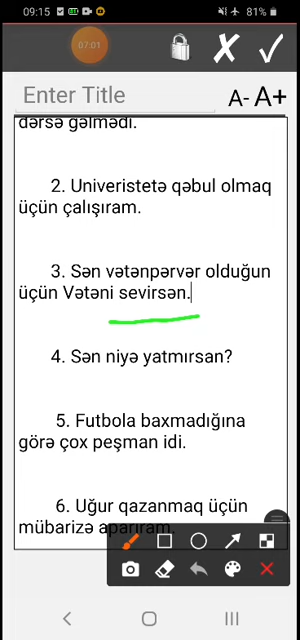 09:15
81%
07:01
Enter Title
A- A+
dərsə gəlmədi.
2. Univeristetə qəbul olmaq
üçün çalışıram.
3. Sən vətənpərvər olduğun
üçün Vətəni sevirsən.
4. Sən niyə yatmırsan?
5. Futbola baxmadığına
görə çox peşman idi.
6. Uğur qazanmaq üçün
mübarizə aparıram.